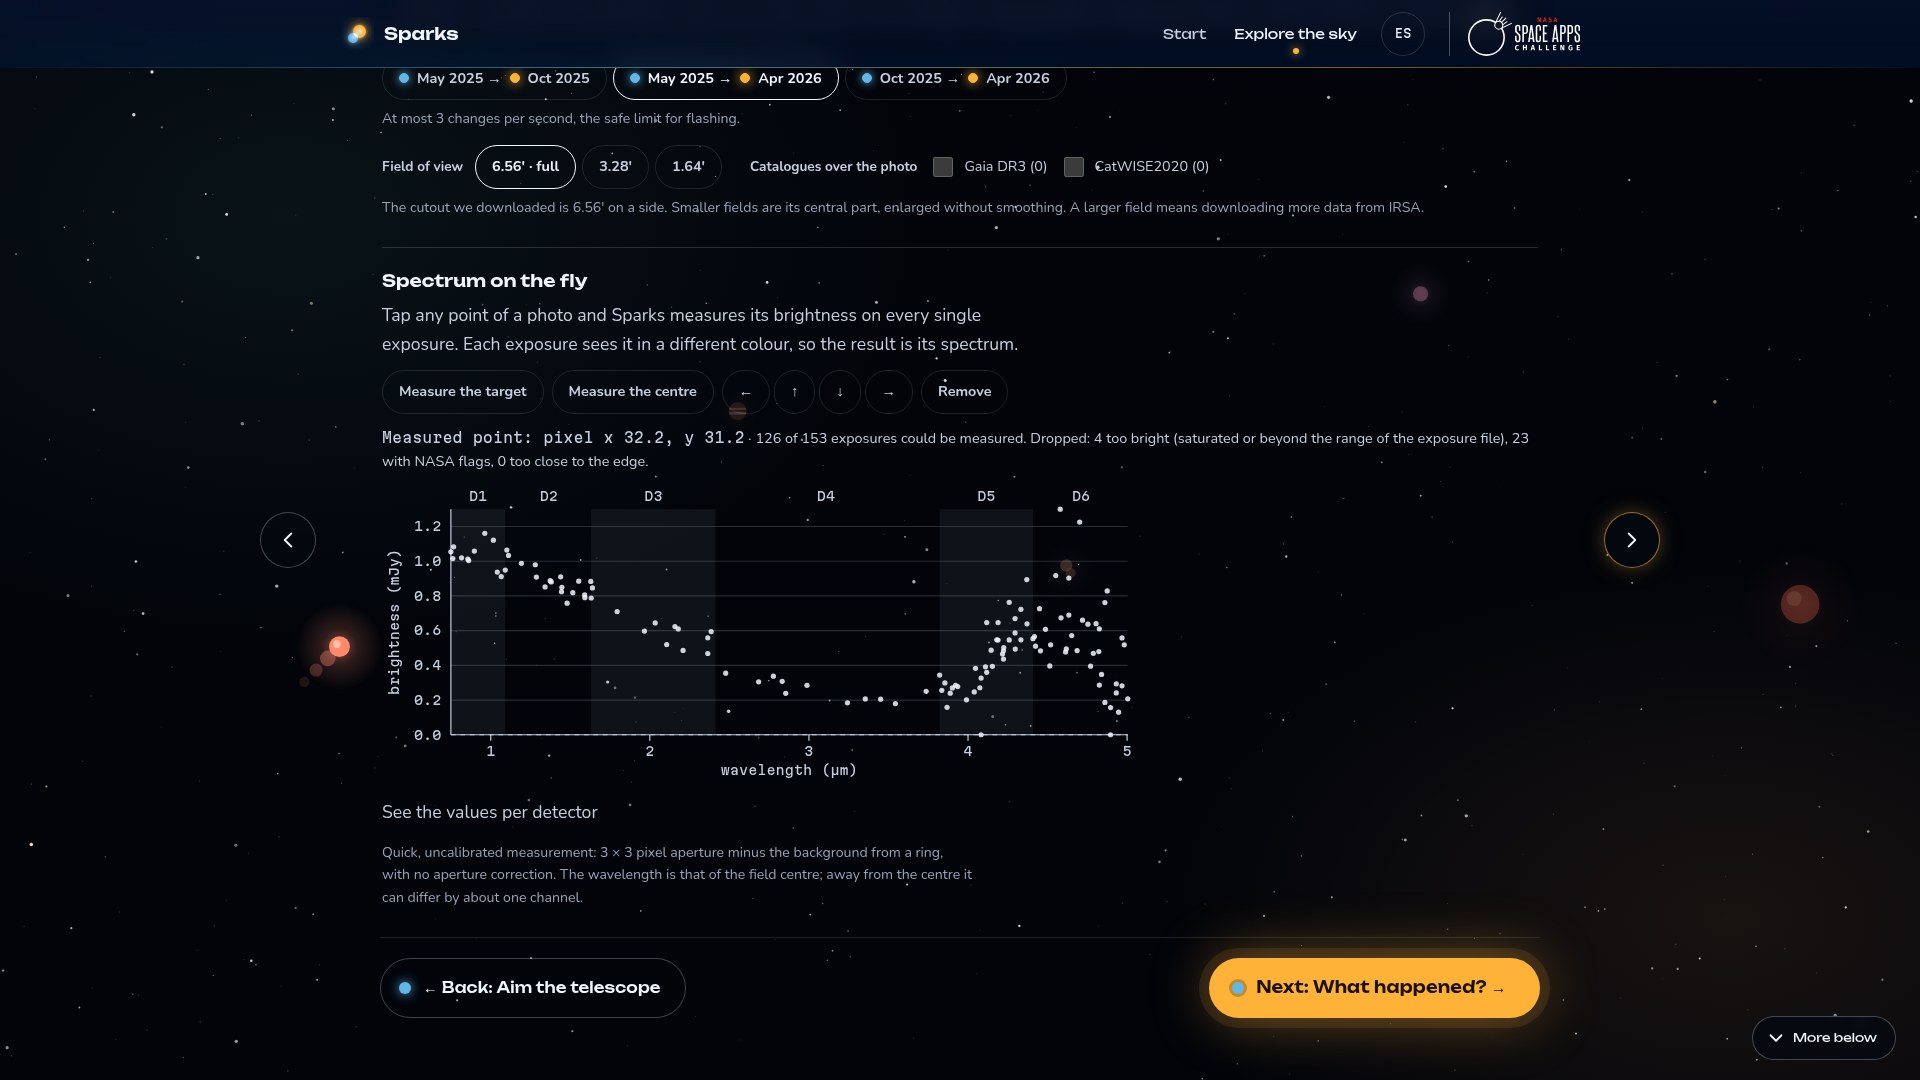 Sparks
Start
Explore the sky
ES
NASA
SPACE APPS
CHALLENGE
May 2025 → Oct 2025
May 2025 → Apr 2026
Oct 2025 → Apr 2026
At most 3 changes per second, the safe limit for flashing.
Field of view
6.56' · full
3.28'
1.64'
Catalogues over the photo
Gaia DR3 (0)
CatWISE2020 (0)
The cutout we downloaded is 6.56' on a side. Smaller fields are its central part, enlarged without smoothing. A larger field means downloading more data from IRSA.
Spectrum on the fly
Tap any point of a photo and Sparks measures its brightness on every single
exposure. Each exposure sees it in a different colour, so the result is its spectrum.
Measure the target
Measure the centre
←
↑
↓
→
Remove
Measured point: pixel x 32.2, y 31.2 · 126 of 153 exposures could be measured. Dropped: 4 too bright (saturated or beyond the range of the exposure file), 23
with NASA flags, 0 too close to the edge.
D1 D2 D3 D4 D5 D6
1.2
1.0
0.8
0.6
0.4
0.2
0.0
brightness (mJy)
1 2 3 4 5
wavelength (µm)
See the values per detector
Quick, uncalibrated measurement: 3 × 3 pixel aperture minus the background from a ring,
with no aperture correction. The wavelength is that of the field centre; away from the centre it
can differ by about one channel.
← Back: Aim the telescope
Next: What happened? →
More below